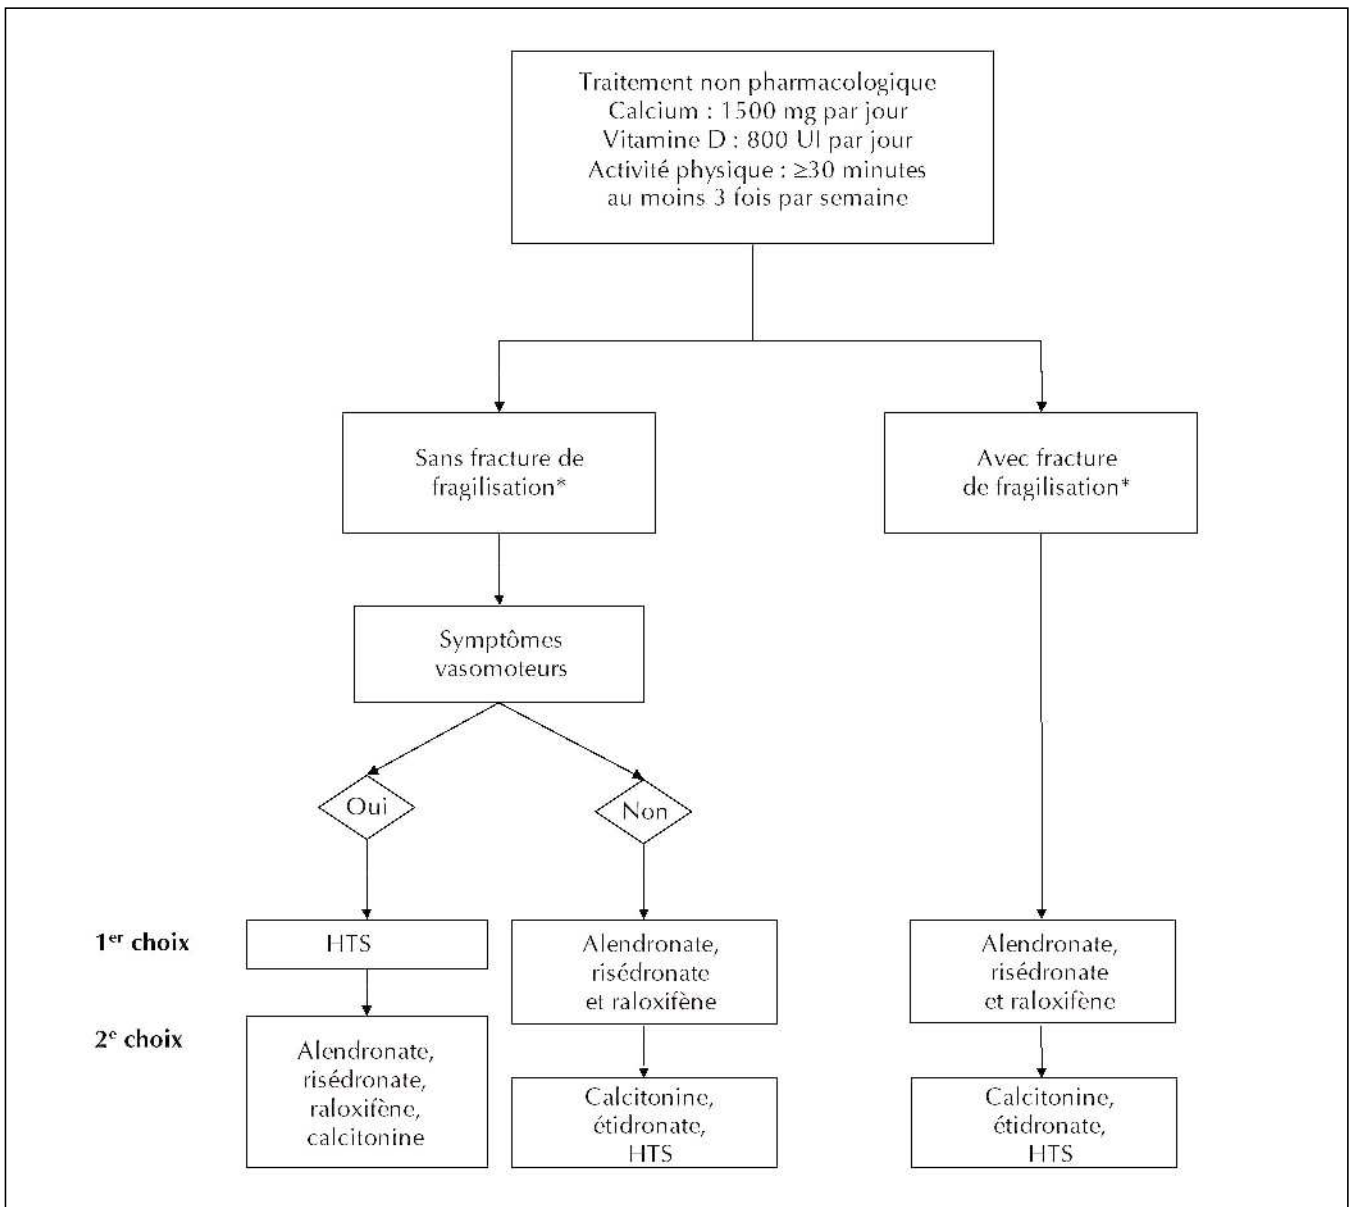 Traitement non pharmacologique
Calcium : 1500 mg par jour
Vitamine D : 800 UI par jour
Activité physique : ≥30 minutes
au moins 3 fois par semaine
Sans fracture de
fragilisation*
Avec fracture
de fragilisation*
Symptômes
vasomoteurs
Oui
Non
1er choix
HTS
Alendronate,
risédronate
et raloxifène
Alendronate,
risédronate
et raloxifène
2e choix
Alendronate,
risédronate,
raloxifène,
calcitonine
Calcitonine,
étidronate,
HTS
Calcitonine,
étidronate,
HTS